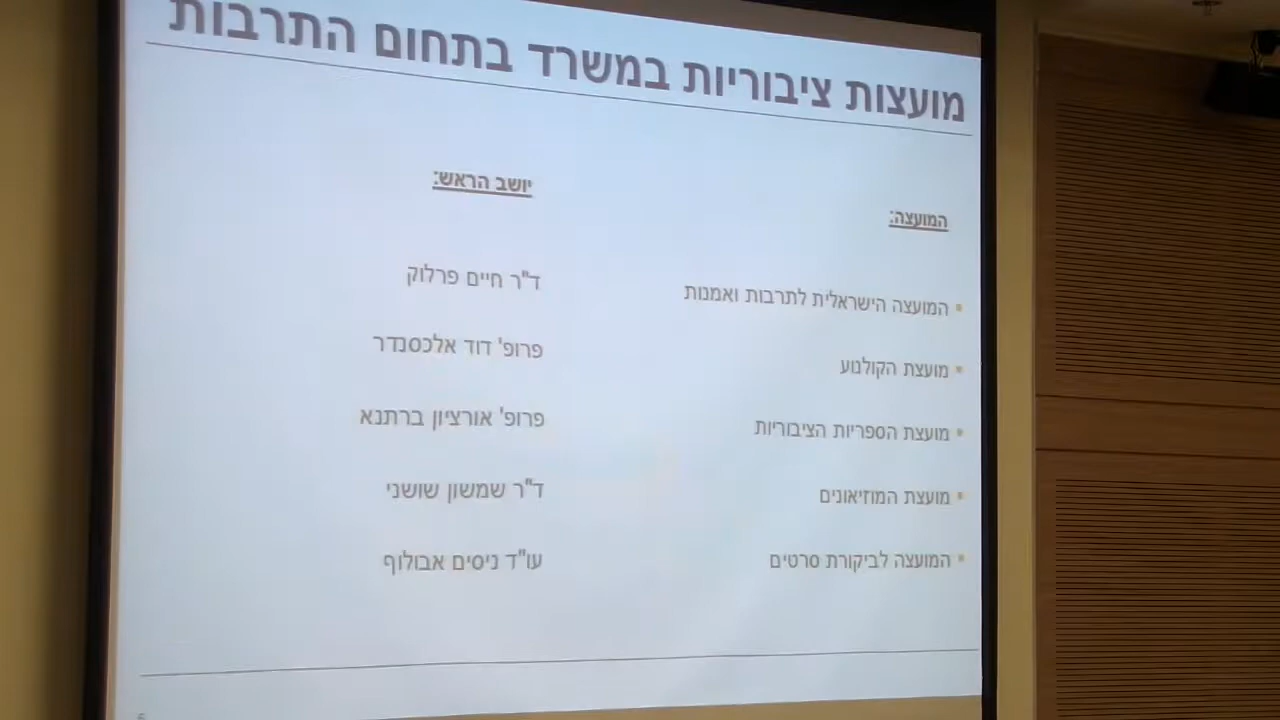 מועצות ציבוריות במשרד בתחום התרבות
המועצה: יושב הראש:
המועצה הישראלית לתרבות ואמנות ד"ר חיים פרלוק
מועצת הקולנוע פרופ' דוד אלכסנדר
מועצת הספריות הציבוריות פרופ' אורציון ברתנא
מועצת המוזיאונים ד"ר שמשון שושני
המועצה לביקורת סרטים עו"ד ניסים אבולוף